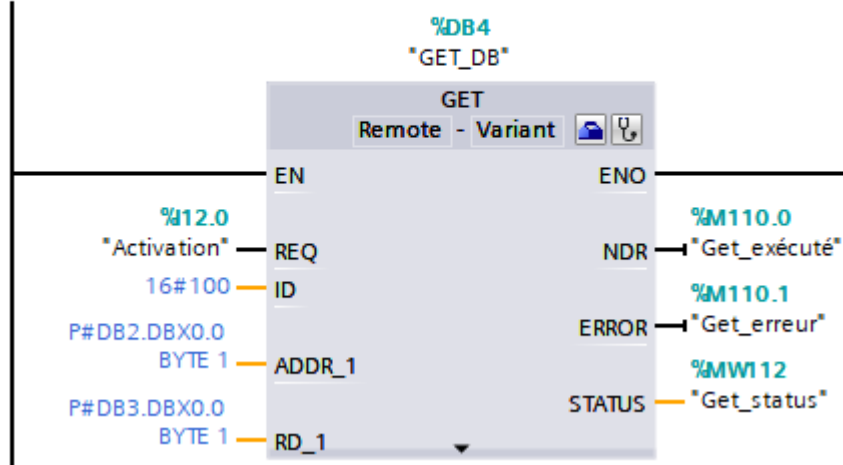 %DB4
"GET_DB"
GET
Remote - Variant
EN ENO
%I12.0
"Activation" REQ
%M110.0
NDR "Get_exécuté"
16#100 ID
%M110.1
ERROR "Get_erreur"
P#DB2.DBX0.0
BYTE 1 ADDR_1
%MW112
STATUS "Get_status"
P#DB3.DBX0.0
BYTE 1 RD_1